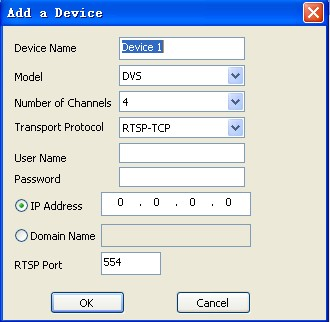 Add a Device
Device Name Device 1
Model DVS
Number of Channels 4
Transport Protocol RTSP-TCP
User Name
Password
IP Address 0 . 0 . 0 . 0
Domain Name
RTSP Port 554
OK Cancel